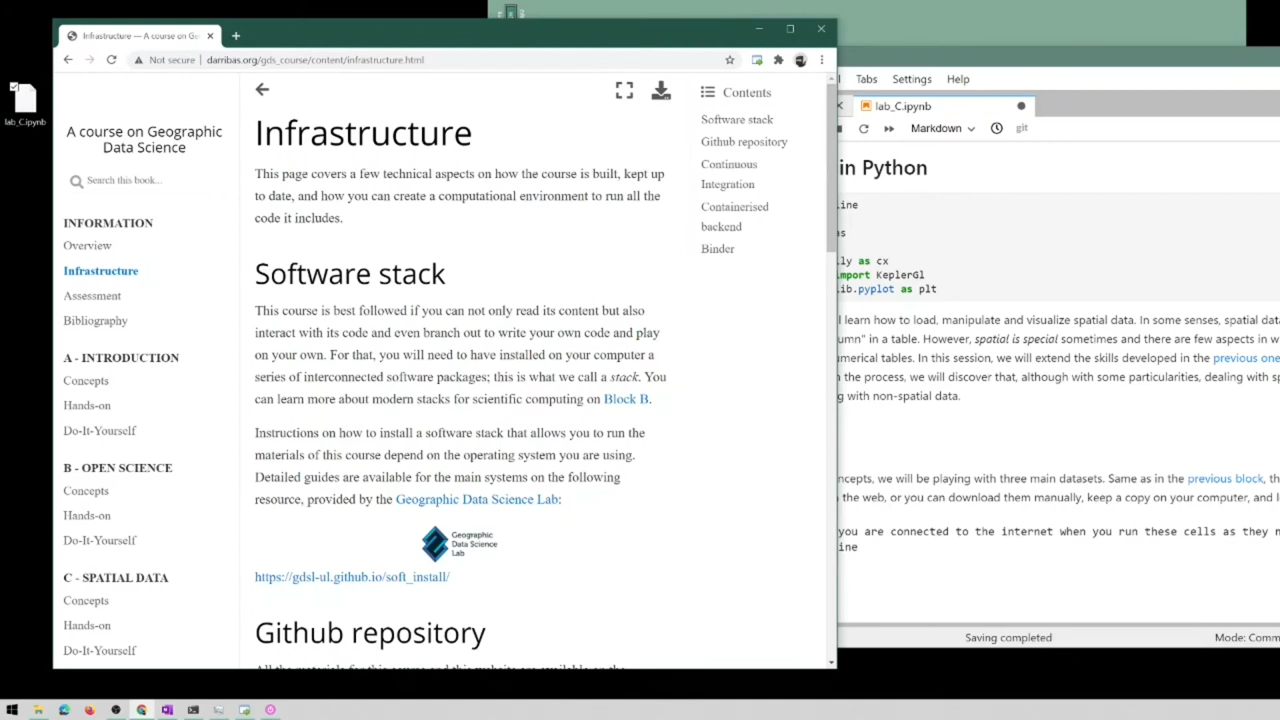 Infrastructure — A course on Ge
Not secure
darribas.org/gds_course/content/infrastructure.html
lab_C.ipynb
A course on Geographic
Data Science
Search this book...
INFORMATION
Overview
Infrastructure
Assessment
Bibliography
A - INTRODUCTION
Concepts
Hands-on
Do-It-Yourself
B - OPEN SCIENCE
Concepts
Hands-on
Do-It-Yourself
C - SPATIAL DATA
Concepts
Hands-on
Do-It-Yourself
Infrastructure
This page covers a few technical aspects on how the course is built, kept up
to date, and how you can create a computational environment to run all the
code it includes.
Software stack
This course is best followed if you can not only read its content but also
interact with its code and even branch out to write your own code and play
on your own. For that, you will need to have installed on your computer a
series of interconnected software packages; this is what we call a stack. You
can learn more about modern stacks for scientific computing on Block B.
Instructions on how to install a software stack that allows you to run the
materials of this course depend on the operating system you are using.
Detailed guides are available for the main systems on the following
resource, provided by the Geographic Data Science Lab:
Geographic
Data Science
Lab
https://gdsl-ul.github.io/soft_install/
Github repository
Contents
Software stack
Github repository
Continuous
Integration
Containerised
backend
Binder
Tabs Settings Help
lab_C.ipynb
Markdown
git
in Python
line
as
ly as cx
import KeplerGl
lib.pyplot as plt
l learn how to load, manipulate and visualize spatial data. In some senses, spatial data
umn" in a table. However, spatial is special sometimes and there are few aspects in w
umerical tables. In this session, we will extend the skills developed in the previous one
n the process, we will discover that, although with some particularities, dealing with sp
g with non-spatial data.
ncepts, we will be playing with three main datasets. Same as in the previous block, th
n the web, or you can download them manually, keep a copy on your computer, and l
you are connected to the internet when you run these cells as they n
ine
Saving completed
Mode: Comm